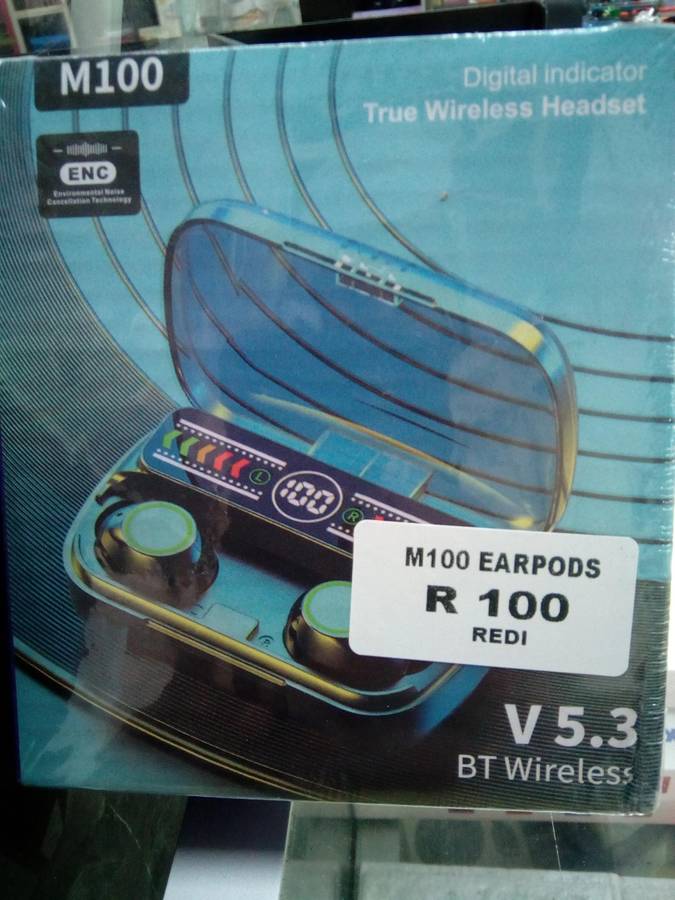 M100
Digital indicator
True Wireless Headset
ENC
Environmental Noise
Cancellation Technology
L
100
R
M100 EARPODS
R 100
REDI
V 5.3
BT Wireless